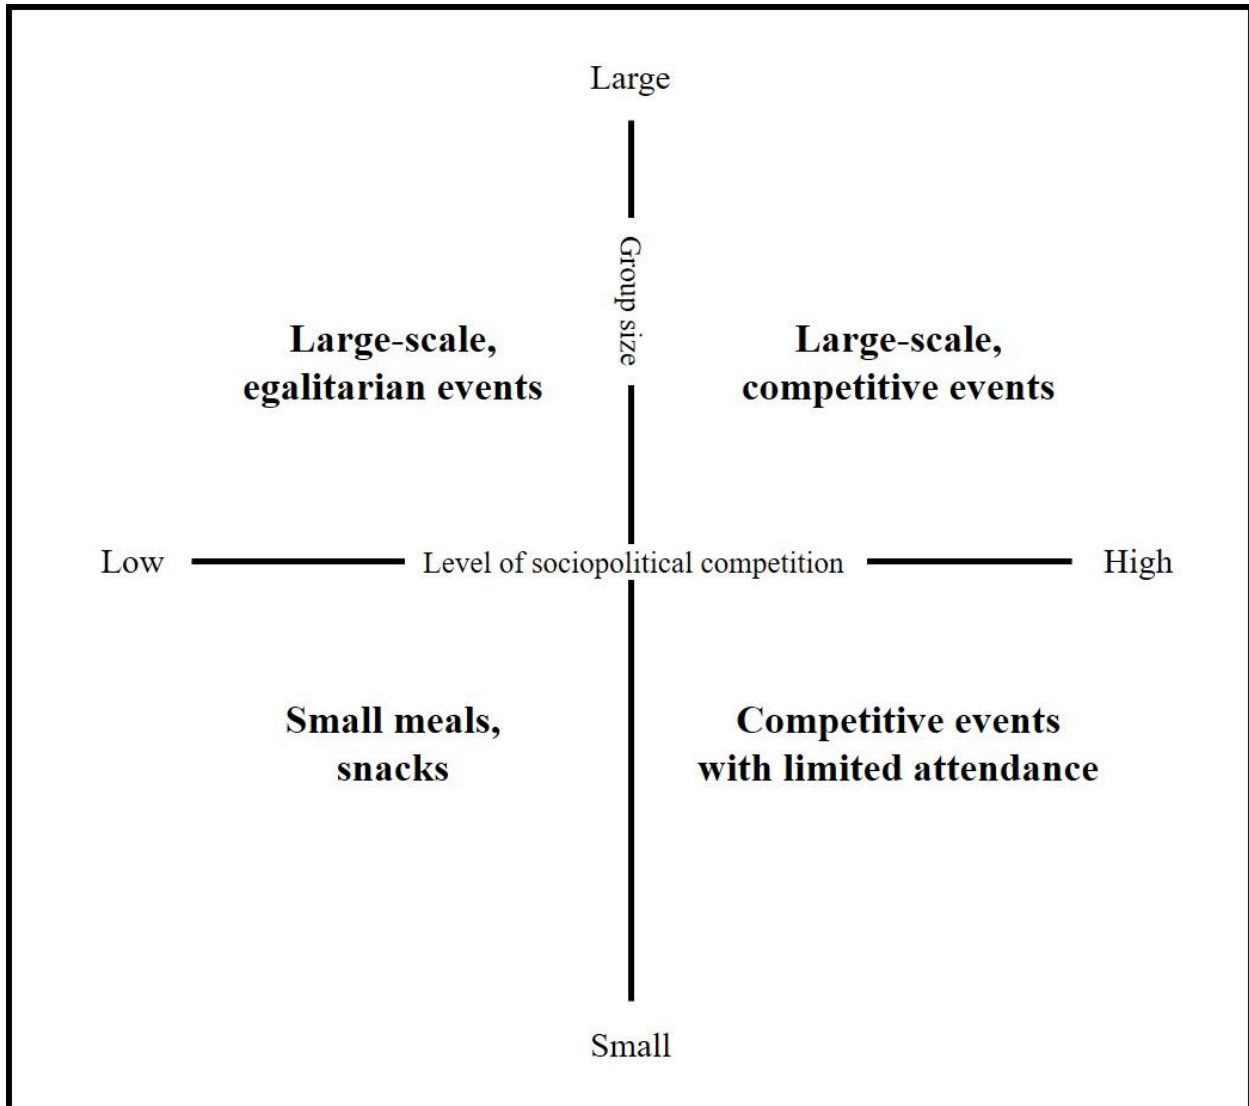 Large
Group size
Large-scale,
egalitarian events
Large-scale,
competitive events
Low
Level of sociopolitical competition
High
Small meals,
snacks
Competitive events
with limited attendance
Small